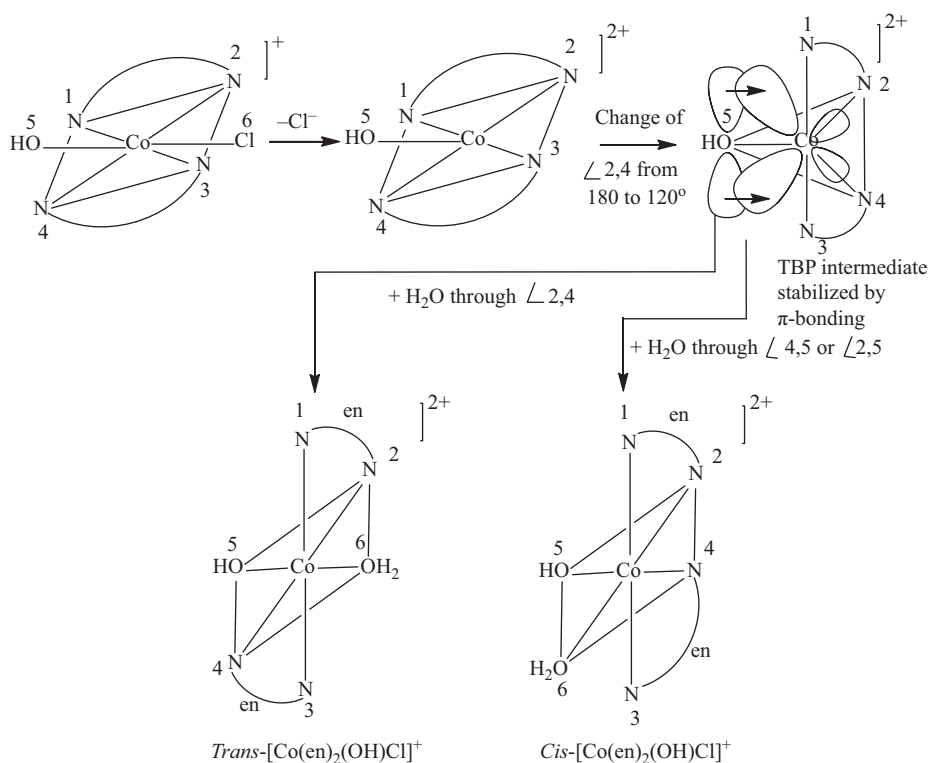 2
]⁺
N
1
N
5
HO
Co
6
Cl
N
3
N
4
–Cl⁻
2
]²⁺
N
1
N
5
HO
Co
N
3
N
4
Change of
∠ 2,4 from
180 to 120°
1
]²⁺
N
N
2
5
HO
Co
N
4
N
3
TBP intermediate
stabilized by
π-bonding
+ H₂O through ∠ 2,4
+ H₂O through ∠ 4,5 or ∠2,5
1
en
]²⁺
N
2
N
5
HO
Co
6
OH₂
4
N
en
N
3
Trans-[Co(en)₂(OH)Cl]⁺
1
en
]²⁺
N
2
N
5
HO
Co
4
N
en
H₂O
6
N
3
Cis-[Co(en)₂(OH)Cl]⁺